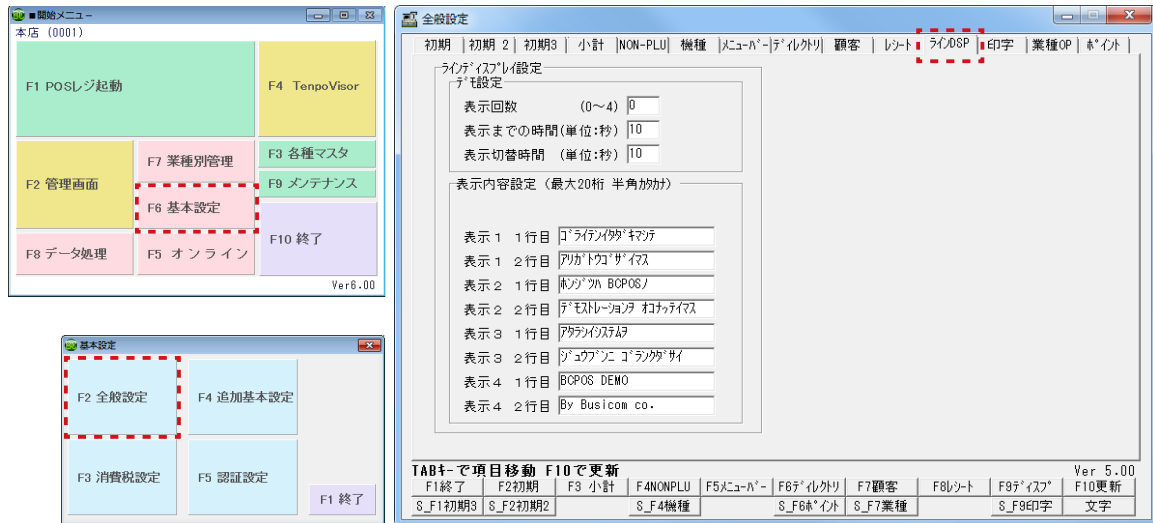 ■開始メニュー
本店 (0001)
F1 POSレジ起動
F4 TenpoVisor
F2 管理画面
F7 業種別管理
F3 各種マスタ
F9 メンテナンス
F6 基本設定
F10 終了
F8 データ処理
F5 オンライン
Ver6.00
基本設定
F2 全般設定
F4 追加基本設定
F3 消費税設定
F5 認証設定
F1 終了
全般設定
初期 初期 2 初期3 小計 NON-PLU 機種 ﾒﾆｭｰﾊﾞｰ ﾃﾞｨﾚｸﾄﾘ 顧客 ﾚｼｰﾄ ﾗｲﾝDSP 印字 業種OP ﾎﾟｲﾝﾄ
ﾗｲﾝﾃﾞｨｽﾌﾟﾚｲ設定
ﾃﾞﾓ設定
表示回数 (0～4) 0
表示までの時間(単位:秒) 10
表示切替時間 (単位:秒) 10
表示内容設定 (最大20桁 半角ｶﾀｶﾅ)
表示1 1行目 ｺﾞﾗｲﾃﾝｲﾀﾀﾞｷﾏｼﾃ
表示1 2行目 ｱﾘｶﾞﾄｳｺﾞｻﾞｲﾏｽ
表示2 1行目 ﾎﾝｼﾞﾂﾊ BCPOSﾉ
表示2 2行目 ﾃﾞﾓｽﾄﾚｰｼｮﾝｦ ｵｺﾅｯﾃｲﾏｽ
表示3 1行目 ｱﾀﾗｼｲｼｽﾃﾑｦ
表示3 2行目 ｼﾞｭｳﾌﾞﾝﾆ ｺﾞﾗﾝｸﾀﾞｻｲ
表示4 1行目 BCPOS DEMO
表示4 2行目 By Busicom co.
TABｷｰで項目移動 F10で更新
Ver 5.00
F1終了 F2初期 F3 小計 F4NONPLU F5ﾒﾆｭｰﾊﾞｰ F6ﾃﾞｨﾚｸﾄﾘ F7顧客 F8ﾚｼｰﾄ F9ﾃﾞｨｽﾌﾟ F10更新
S_F1初期3 S_F2初期2 S_F4機種 S_F6ﾎﾟｲﾝﾄ S_F7業種 S_F9印字 文字